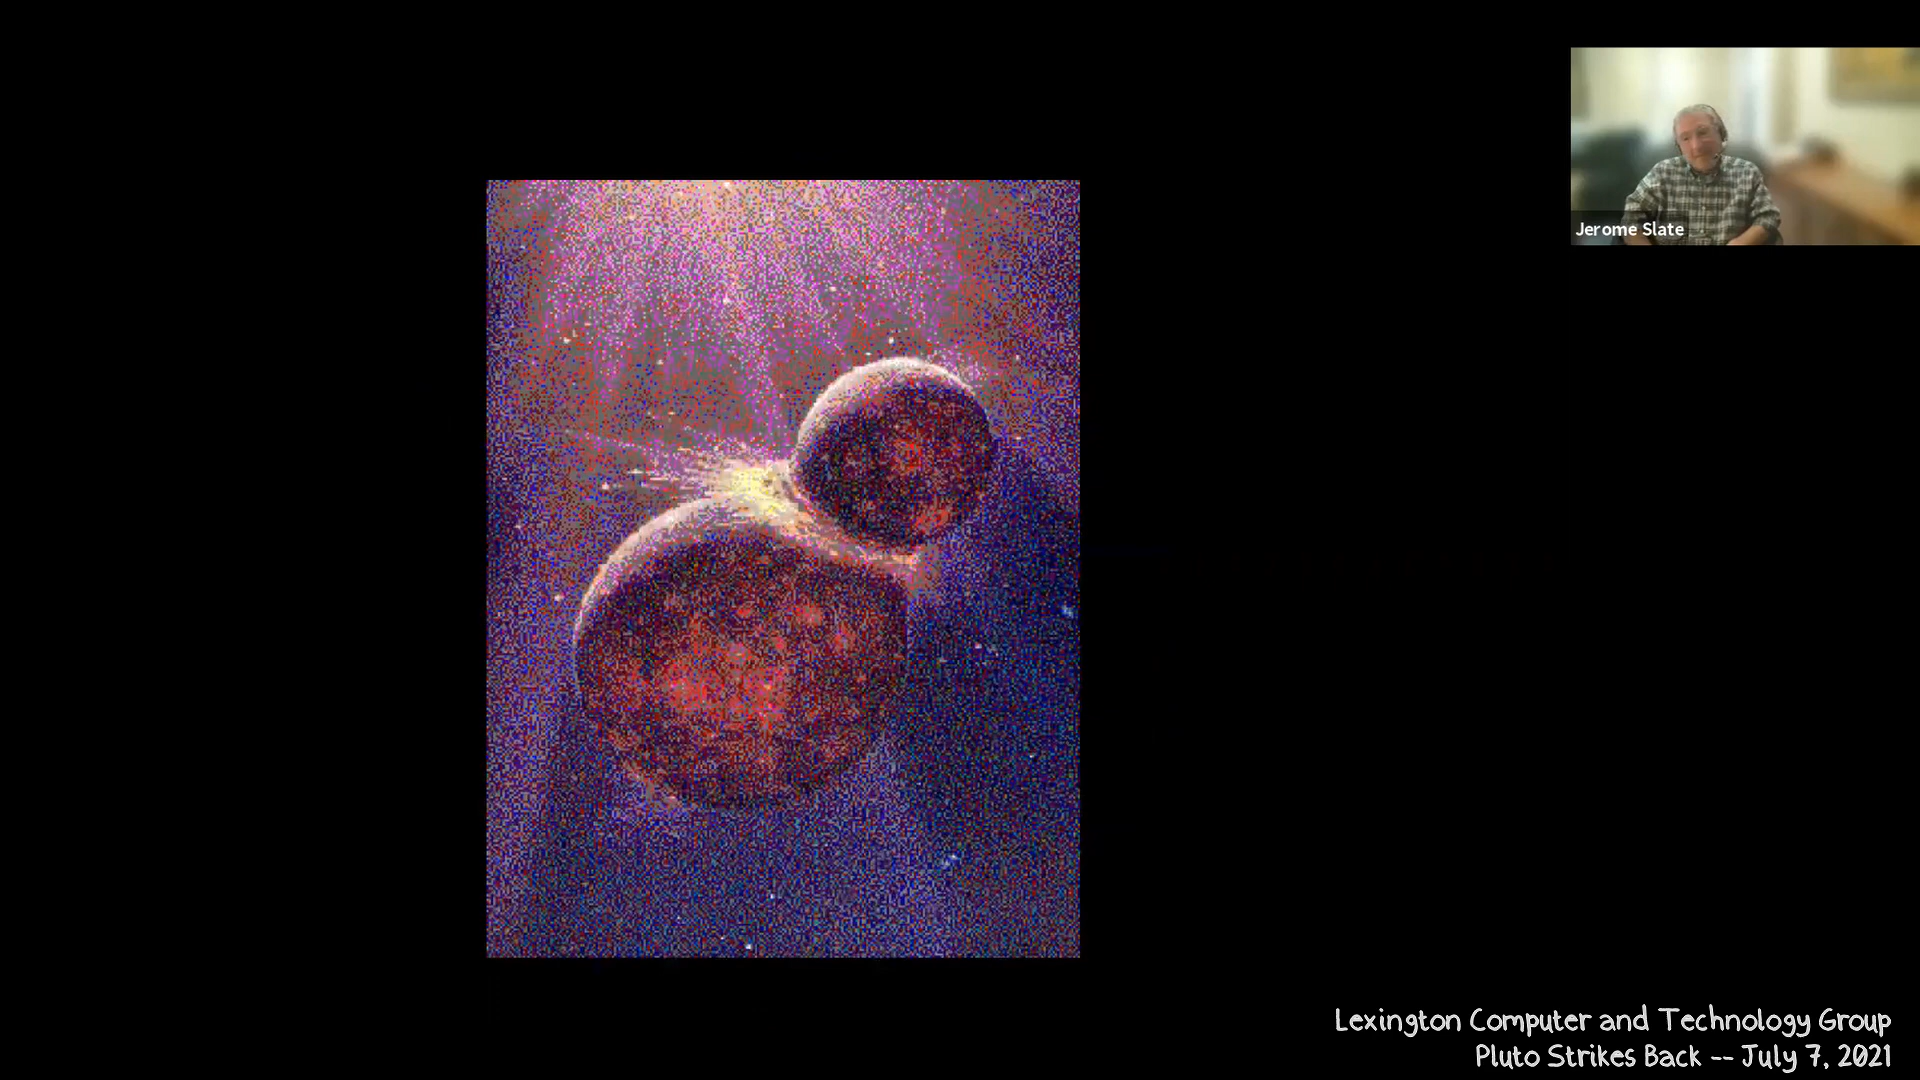 Jerome Slate
Lexington Computer and Technology Group
Pluto Strikes Back -- July 7, 2021